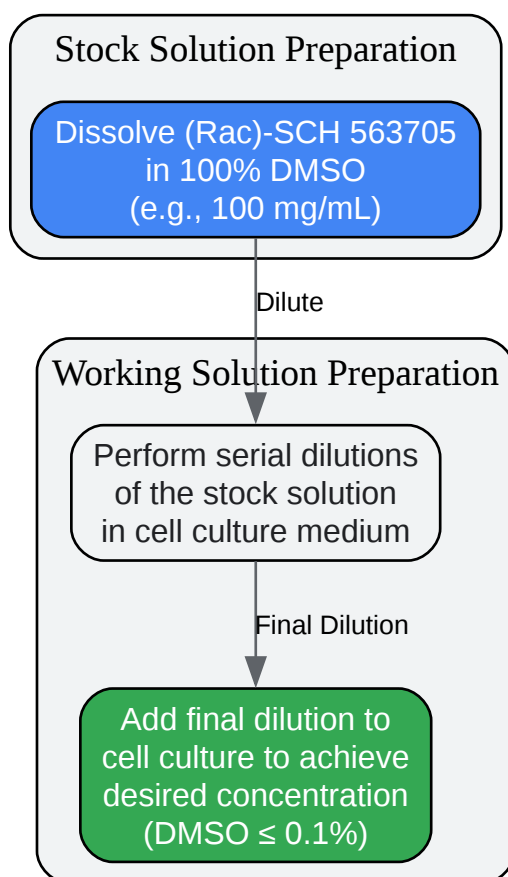 Stock Solution Preparation
Dissolve (Rac)-SCH 563705
in 100% DMSO
(e.g., 100 mg/mL)
Dilute
Working Solution Preparation
Perform serial dilutions
of the stock solution
in cell culture medium
Final Dilution
Add final dilution to
cell culture to achieve
desired concentration
(DMSO ≤ 0.1%)